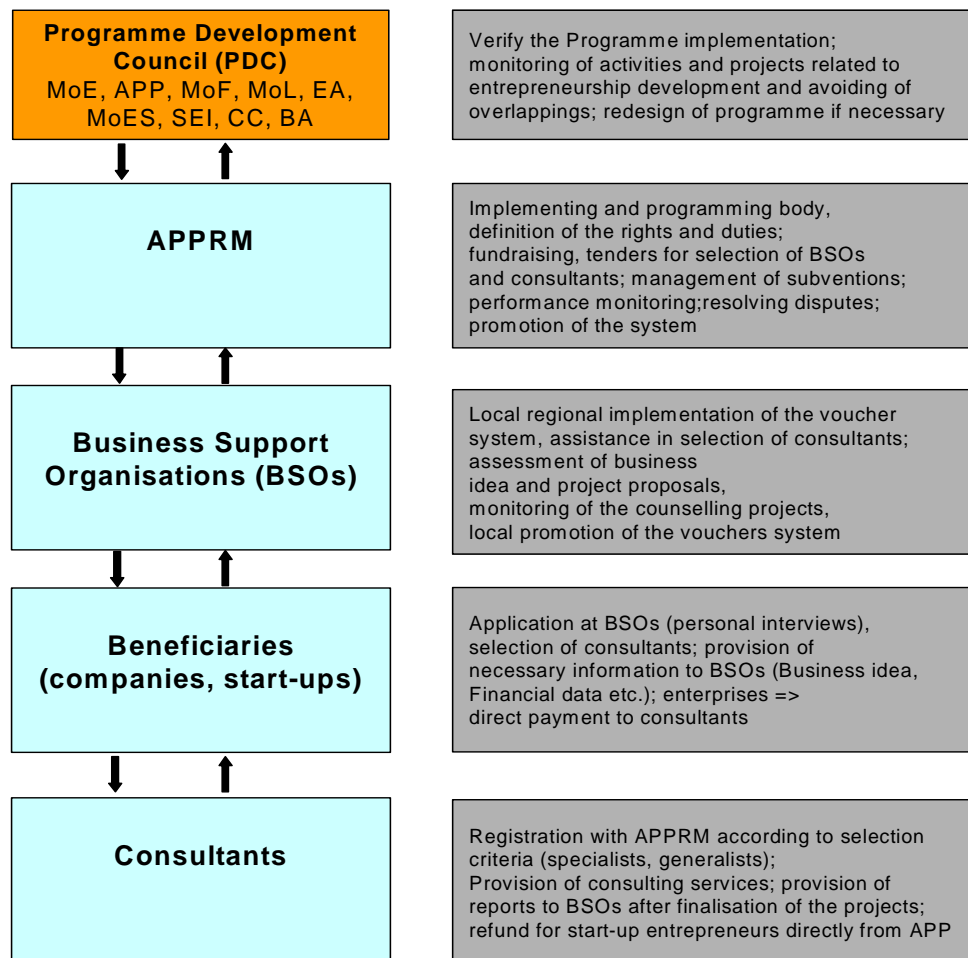 Programme Development
Council (PDC)
MoE, APP, MoF, MoL, EA,
MoES, SEI, CC, BA
Verify the Programme implementation;
monitoring of activities and projects related to
entrepreneurship development and avoiding of
overlappings; redesign of programme if necessary
APPRM
Implementing and programming body,
definition of the rights and duties;
fundraising, tenders for selection of BSOs
and consultants; management of subventions;
performance monitoring;resolving disputes;
promotion of the system
Business Support
Organisations (BSOs)
Local regional implementation of the voucher
system, assistance in selection of consultants;
assessment of business
idea and project proposals,
monitoring of the counselling projects,
local promotion of the vouchers system
Beneficiaries
(companies, start-ups)
Application at BSOs (personal interviews),
selection of consultants; provision of
necessary information to BSOs (Business idea,
Financial data etc.); enterprises =>
direct payment to consultants
Consultants
Registration with APPRM according to selection
criteria (specialists, generalists);
Provision of consulting services; provision of
reports to BSOs after finalisation of the projects;
refund for start-up entrepreneurs directly from APP